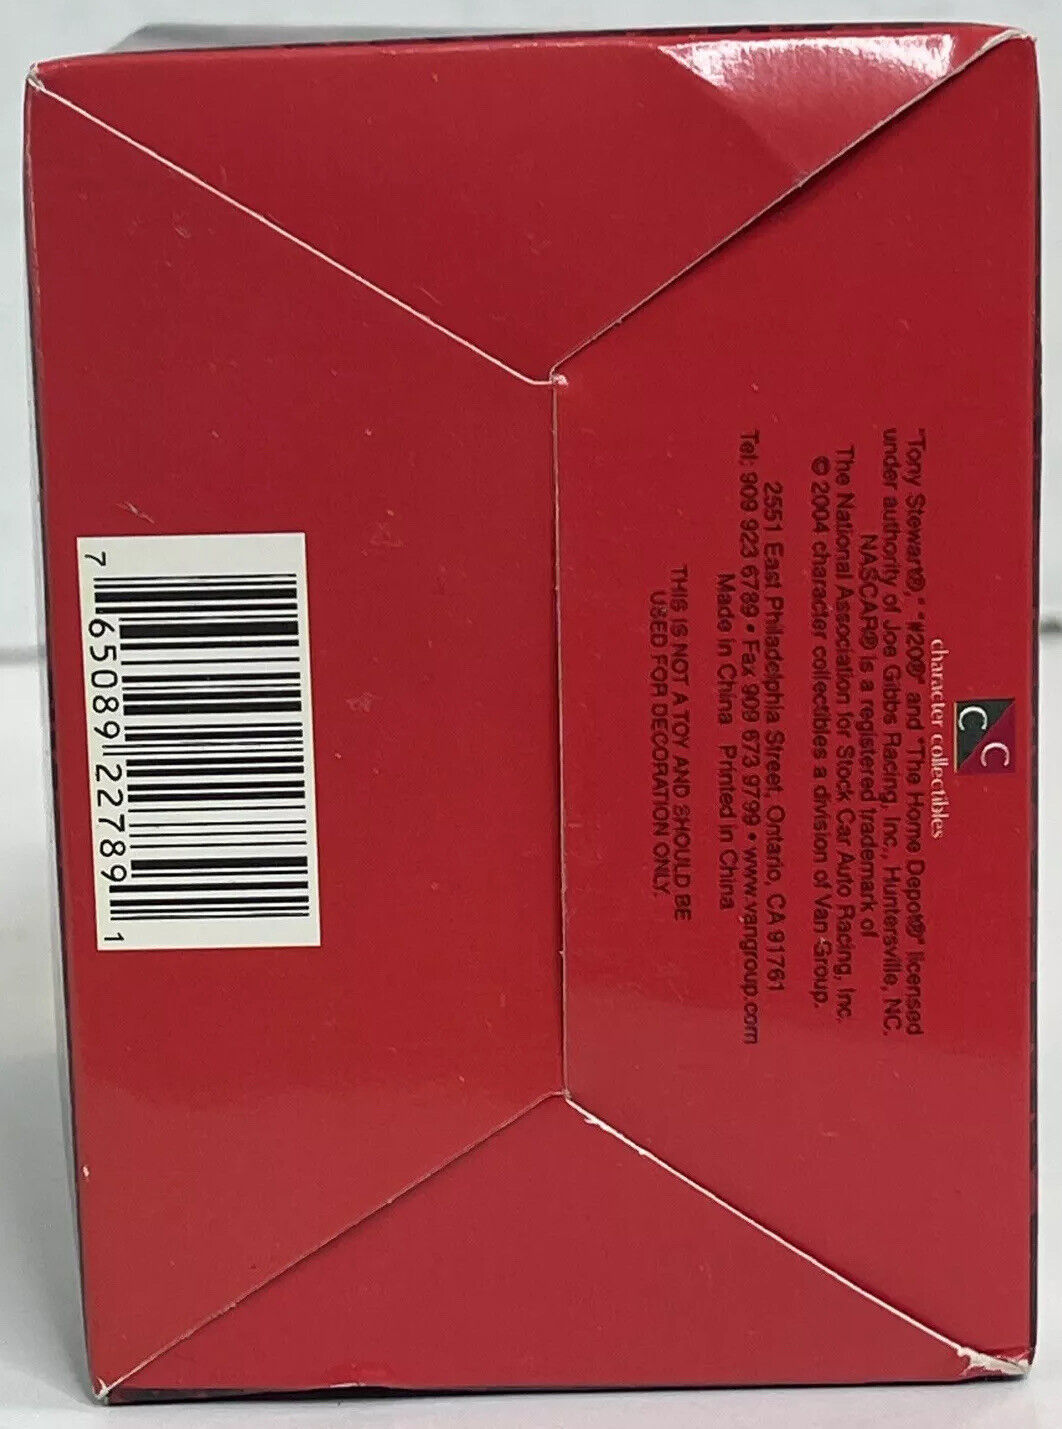 C C
character collectibles
"Tony Stewart®," "#20®" and "The Home Depot®" licensed
under authority of Joe Gibbs Racing, Inc., Huntersville, NC.
NASCAR® is a registered trademark of
The National Association for Stock Car Auto Racing, Inc.
© 2004 character collectibles a division of Van Group.
2551 East Philadelphia Street, Ontario, CA 91761
Tel: 909 923 6789 • Fax 909 673 9799 • www.vangroup.com
Made in China Printed in China
THIS IS NOT A TOY AND SHOULD BE
USED FOR DECORATION ONLY.
7 65089 22789 1